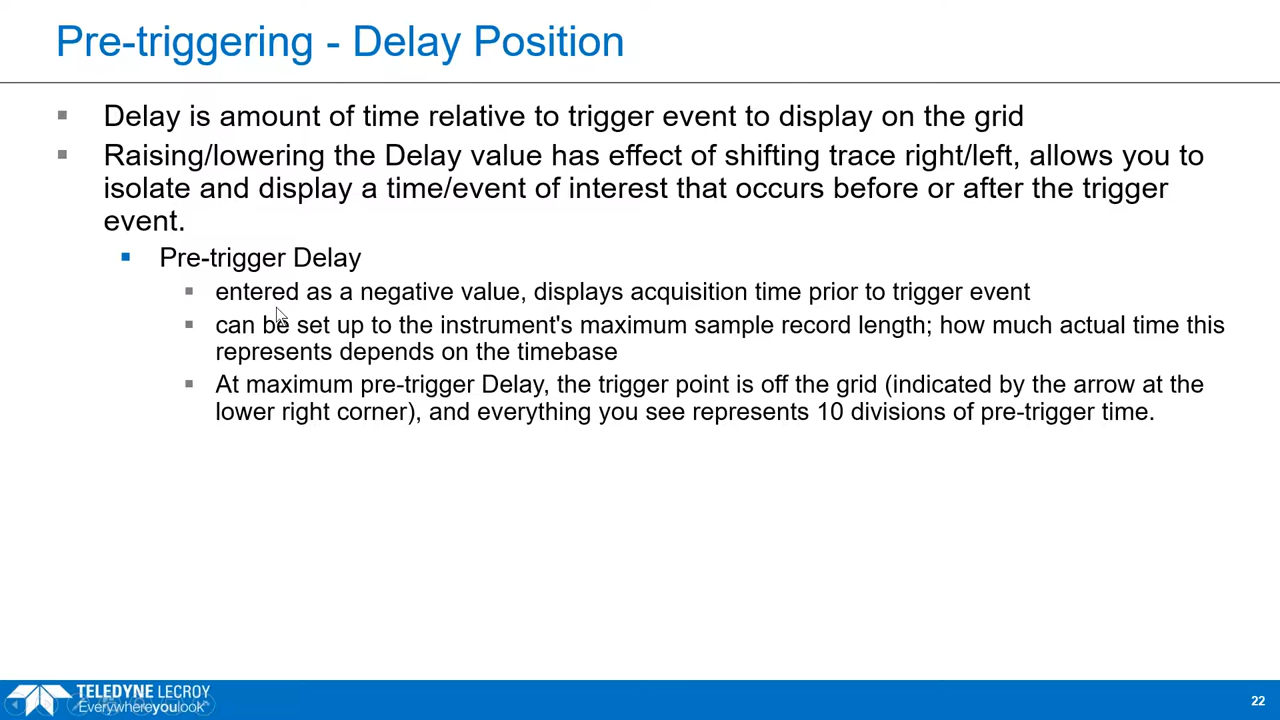 Pre-triggering - Delay Position
Delay is amount of time relative to trigger event to display on the grid
Raising/lowering the Delay value has effect of shifting trace right/left, allows you to
isolate and display a time/event of interest that occurs before or after the trigger
event.
Pre-trigger Delay
entered as a negative value, displays acquisition time prior to trigger event
can be set up to the instrument's maximum sample record length; how much actual time this
represents depends on the timebase
At maximum pre-trigger Delay, the trigger point is off the grid (indicated by the arrow at the
lower right corner), and everything you see represents 10 divisions of pre-trigger time.
TELEDYNE LECROY
Everywhereyoulook
22